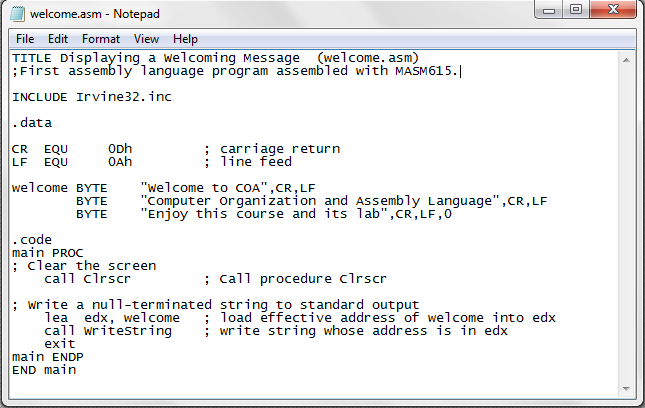 welcome.asm - Notepad
File Edit Format View Help
TITLE Displaying a Welcoming Message  (welcome.asm)
;First assembly language program assembled with MASM615.

INCLUDE Irvine32.inc

.data

CR  EQU     0Dh         ; carriage return
LF  EQU     0Ah         ; line feed

welcome BYTE    "Welcome to COA",CR,LF
        BYTE    "Computer Organization and Assembly Language",CR,LF
        BYTE    "Enjoy this course and its lab",CR,LF,0

.code
main PROC
; Clear the screen
    call Clrscr         ; Call procedure Clrscr

; Write a null-terminated string to standard output
    lea  edx, welcome   ; load effective address of welcome into edx
    call WriteString    ; write string whose address is in edx
    exit
main ENDP
END main